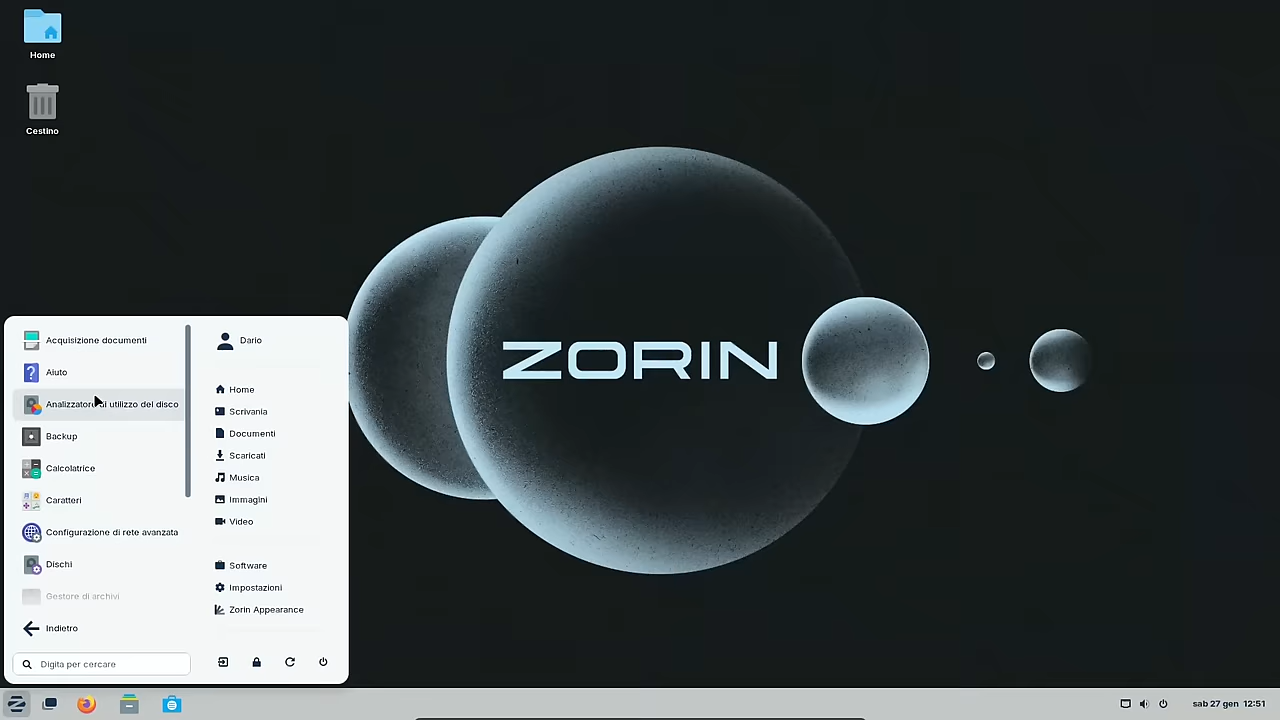 Home
Cestino
ZORIN
Acquisizione documenti
Aiuto
Analizzatore di utilizzo del disco
Backup
Calcolatrice
Caratteri
Configurazione di rete avanzata
Dischi
Gestore di archivi
Indietro
Digita per cercare
Dario
Home
Scrivania
Documenti
Scaricati
Musica
Immagini
Video
Software
Impostazioni
Zorin Appearance
sab 27 gen 12:51